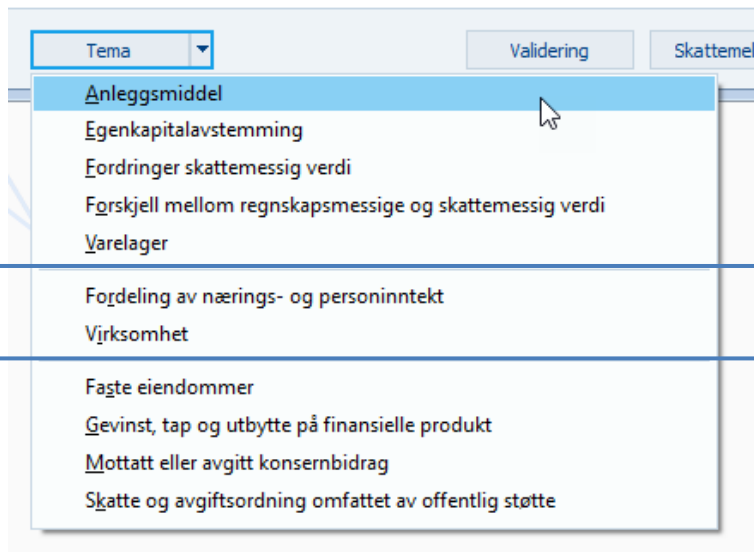 Tema
Validering
Skattemel
Anleggsmiddel
Egenkapitalavstemming
Fordringer skattemessig verdi
Forskjell mellom regnskapsmessige og skattemessig verdi
Varelager
Fordeling av nærings- og personinntekt
Virksomhet
Faste eiendommer
Gevinst, tap og utbytte på finansielle produkt
Mottatt eller avgitt konsernbidrag
Skatte og avgiftsordning omfattet av offentlig støtte